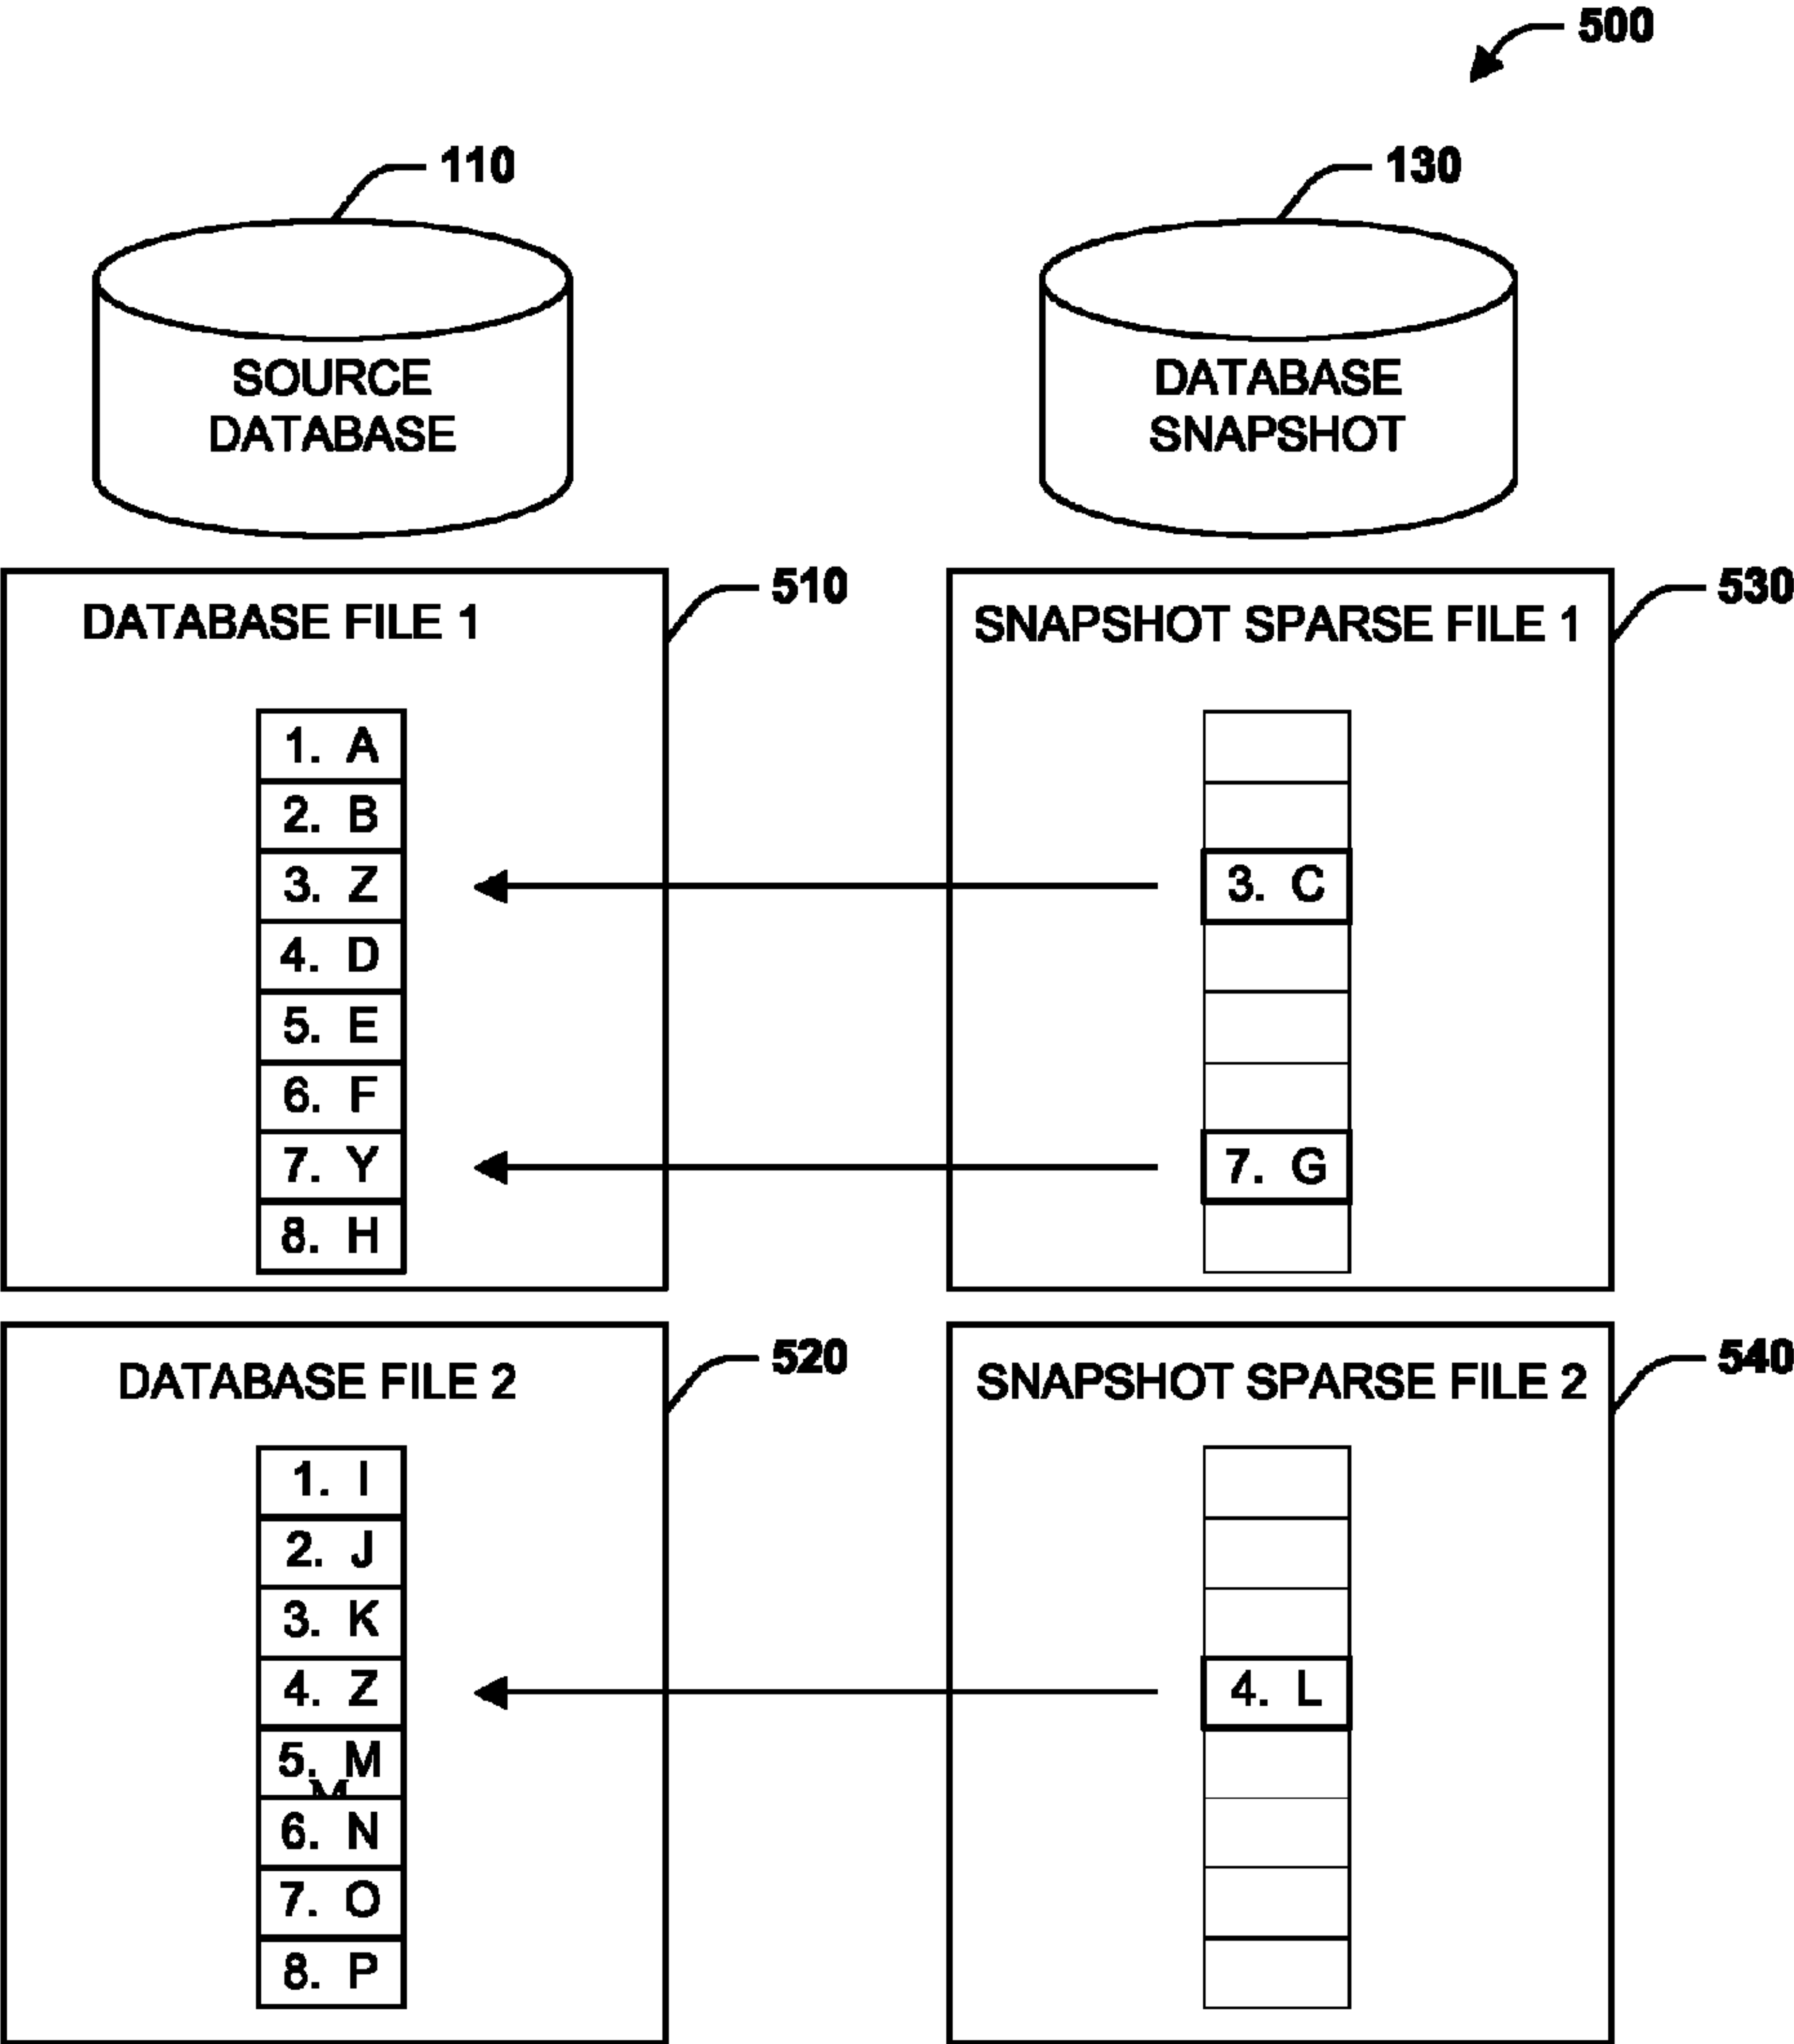 500
110
130
SOURCE
DATABASE
DATABASE
SNAPSHOT
510
530
DATABASE FILE 1
SNAPSHOT SPARSE FILE 1
1. A
2. B
3. Z
3. C
4. D
5. E
6. F
7. Y
7. G
8. H
520
540
DATABASE FILE 2
SNAPSHOT SPARSE FILE 2
1. I
2. J
3. K
4. Z
4. L
5. M
6. N
7. O
8. P